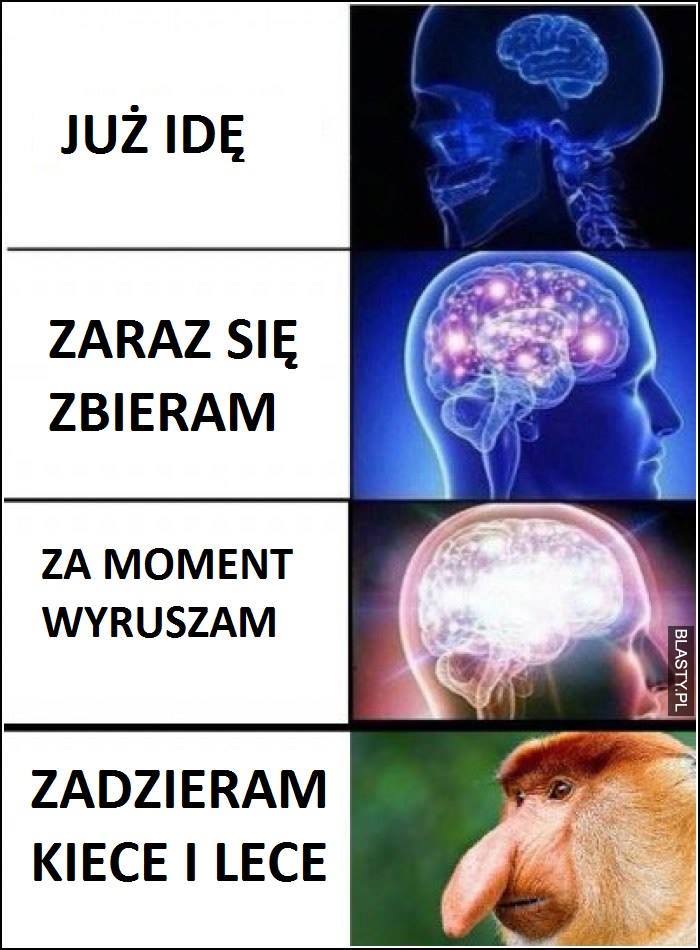 JUŻ IDĘ
ZARAZ SIĘ
ZBIERAM
ZA MOMENT
WYRUSZAM
BLASTY.PL
ZADZIERAM
KIECE I LECE